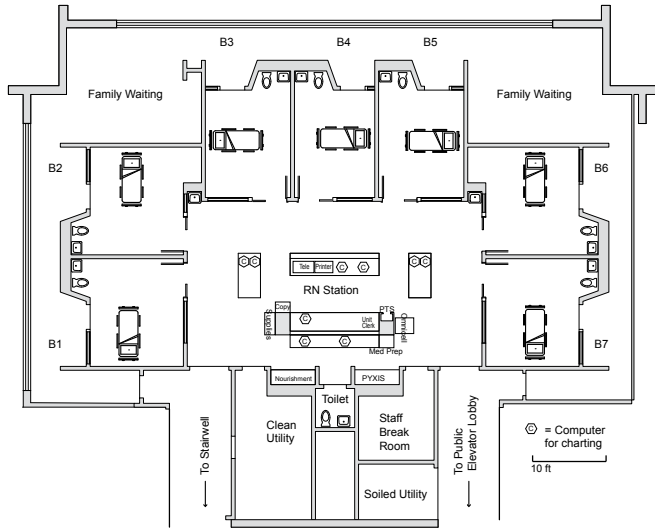 B3
B4
B5
Family Waiting
Family Waiting
B2
B6
Tele
Printer
C
C
C
C
C
C
RN Station
Copy
PTS
Supplies
C
Unit
Clerk
Omnicell
C
C
B1
B7
Med Prep
Nourishment
PYXIS
Toilet
Clean
Utility
Staff
Break
Room
To Stairwell
To Public
Elevator Lobby
C = Computer
for charting
10 ft
Soiled Utility